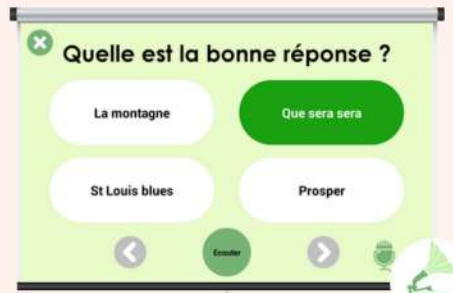 Quelle est la bonne réponse ?
La montagne
Que sera sera
St Louis blues
Prosper
Ecouter